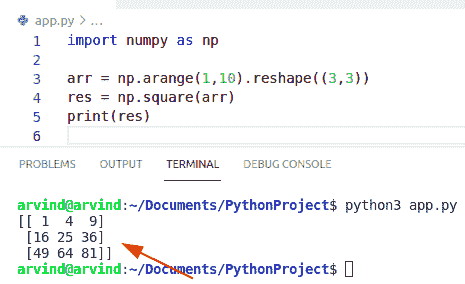 app.py > ...
1 import numpy as np
2
3 arr = np.arange(1,10).reshape((3,3))
4 res = np.square(arr)
5 print(res)
6
PROBLEMS OUTPUT TERMINAL DEBUG CONSOLE
arvind@arvind:~/Documents/PythonProject$ python3 app.py
[[ 1  4  9]
 [16 25 36]
 [49 64 81]]
arvind@arvind:~/Documents/PythonProject$